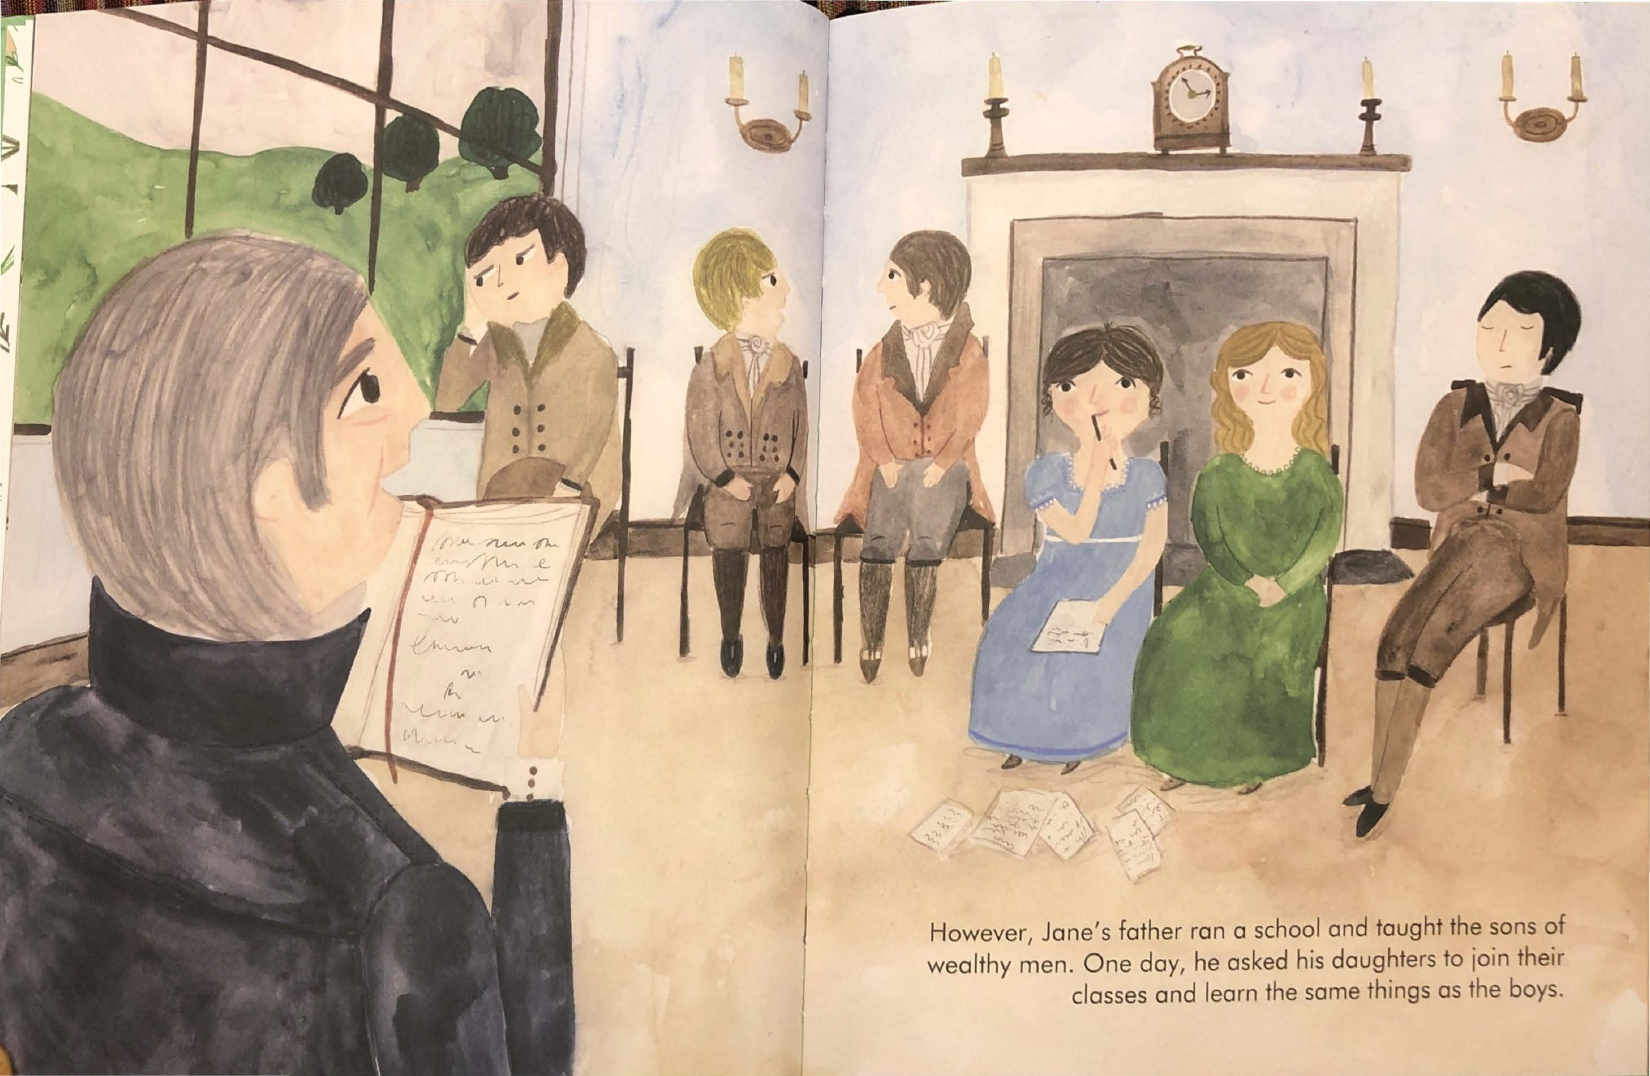 However, Jane's father ran a school and taught the sons of
wealthy men. One day, he asked his daughters to join their
classes and learn the same things as the boys.